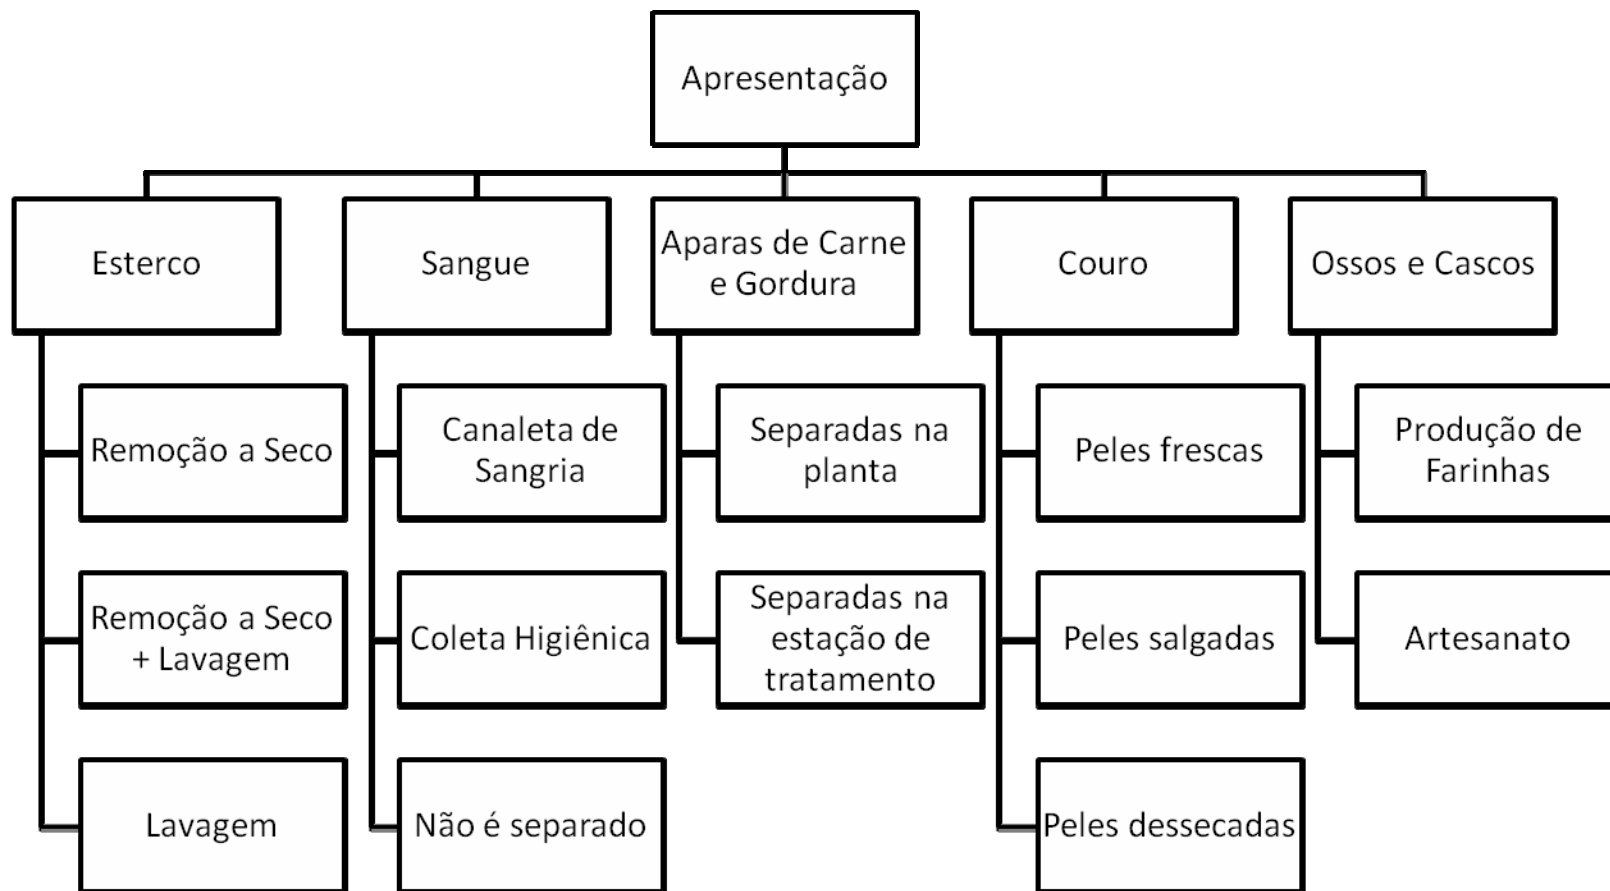 Apresentação
Esterco
Sangue
Aparas de Carne
e Gordura
Couro
Ossos e Cascos
Remoção a Seco
Canaleta de
Sangria
Separadas na
planta
Peles frescas
Produção de
Farinhas
Remoção a Seco
+ Lavagem
Coleta Higiênica
Separadas na
estação de
tratamento
Peles salgadas
Artesanato
Lavagem
Não é separado
Peles dessecadas